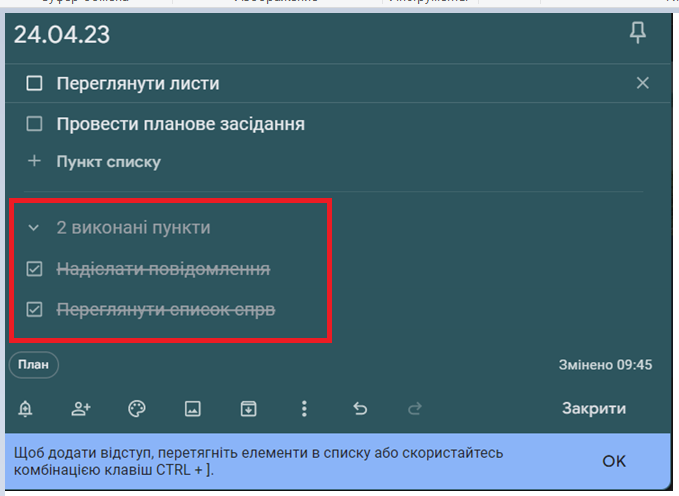 24.04.23
Переглянути листи
Провести планове засідання
Пункт списку
2 виконані пункти
Надіслати повідомлення
Переглянути список спрв
План
Змінено 09:45
Закрити
Щоб додати відступ, перетягніть елементи в списку або скористайтесь
комбінацією клавіш CTRL + ].
OK